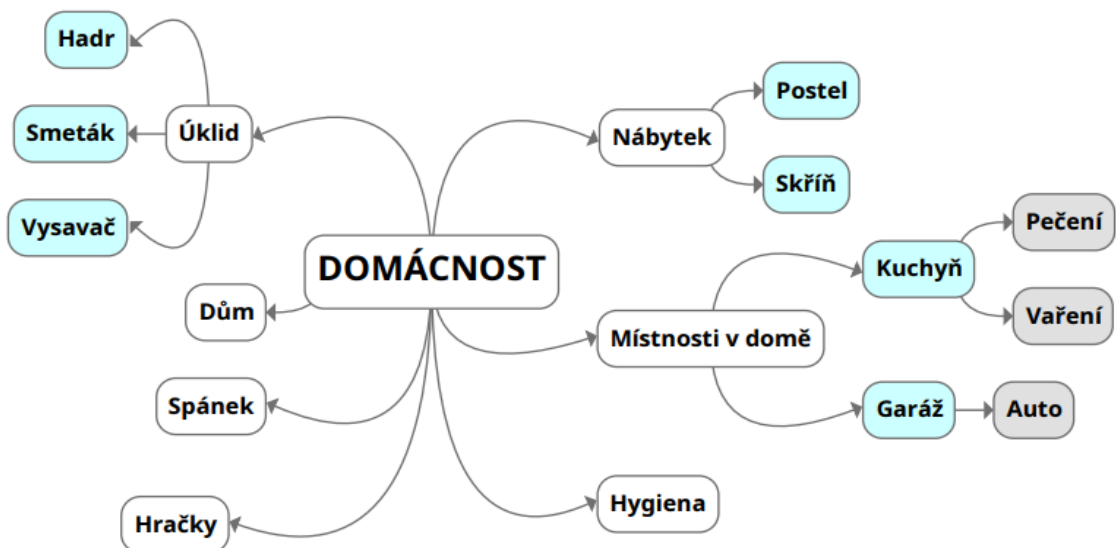 Hadr
Smeták
Úklid
Vysavač
DOMÁCNOST
Dům
Spánek
Hračky
Nábytek
Postel
Skříň
Místnosti v domě
Kuchyň
Pečení
Vaření
Garáž
Auto
Hygiena